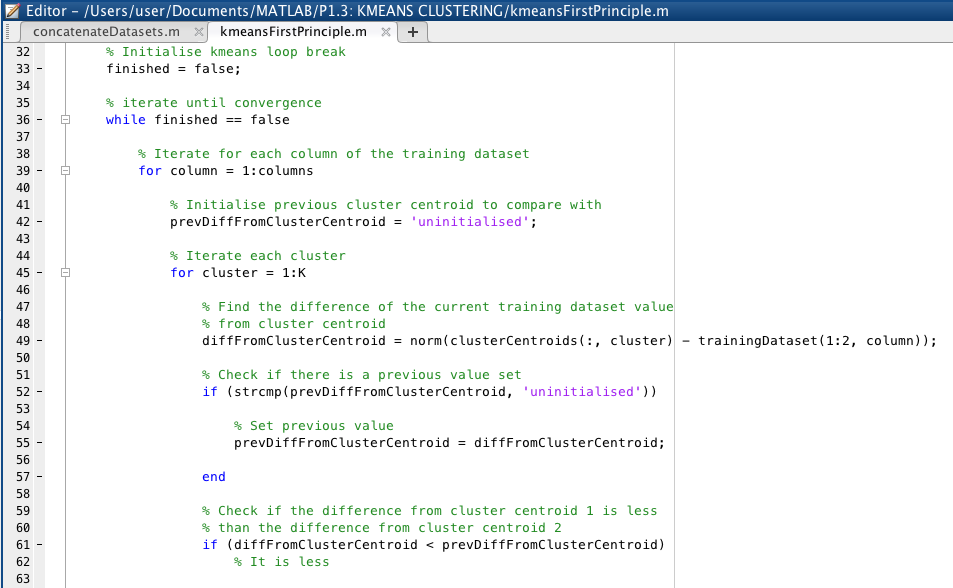 Editor – /Users/user/Documents/MATLAB/P1.3: KMEANS CLUSTERING/kmeansFirstPrinciple.m
concatenateDatasets.m × kmeansFirstPrinciple.m × +
32 % Initialise kmeans loop break
33 – finished = false;
34
35 % iterate until convergence
36 – while finished == false
37
38 % Iterate for each column of the training dataset
39 – for column = 1:columns
40
41 % Initialise previous cluster centroid to compare with
42 – prevDiffFromClusterCentroid = 'uninitialised';
43
44 % Iterate each cluster
45 – for cluster = 1:K
46
47 % Find the difference of the current training dataset value
48 % from cluster centroid
49 – diffFromClusterCentroid = norm(clusterCentroids(:, cluster) - trainingDataset(1:2, column));
50
51 % Check if there is a previous value set
52 – if (strcmp(prevDiffFromClusterCentroid, 'uninitialised'))
53
54 % Set previous value
55 – prevDiffFromClusterCentroid = diffFromClusterCentroid;
56
57 – end
58
59 % Check if the difference from cluster centroid 1 is less
60 % than the difference from cluster centroid 2
61 – if (diffFromClusterCentroid < prevDiffFromClusterCentroid)
62 % It is less
63